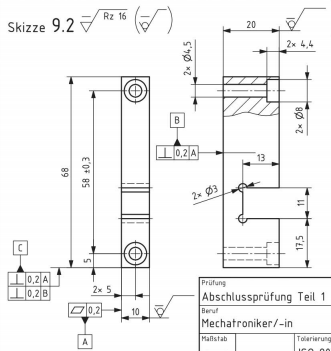 Skizze 9.2
Rz 16
20
2× 4,4
2× Ø4,5
2× Ø8
B
⊥ 0,2 A
13
2× Ø3
68
58 ±0,3
11
17,5
C
⊥ 0,2 A
⊥ 0,2 B
5
2× 5
⏥ 0,2
10
A
Prüfung
Abschlussprüfung Teil 1
Beruf
Mechatroniker/-in
Maßstab
Tolerierung